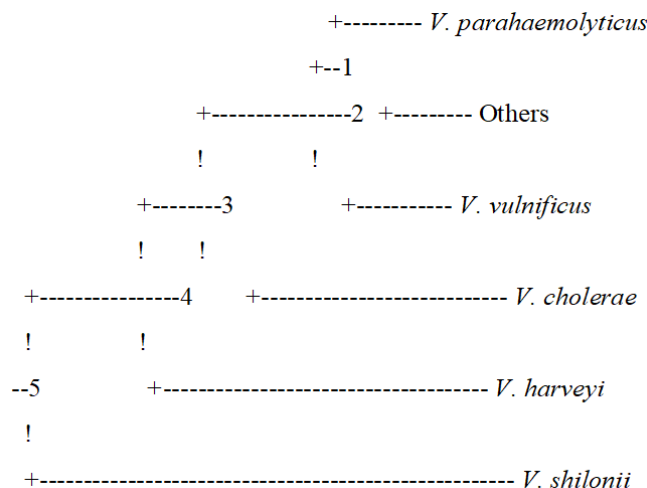 +--------- V. parahaemolyticus
+--1
+----------------2 +--------- Others
! !
+--------3 +----------- V. vulnificus
! !
+----------------4 +----------------------------- V. cholerae
! !
--5 +------------------------------------- V. harveyi
!
+------------------------------------------------------ V. shilonii